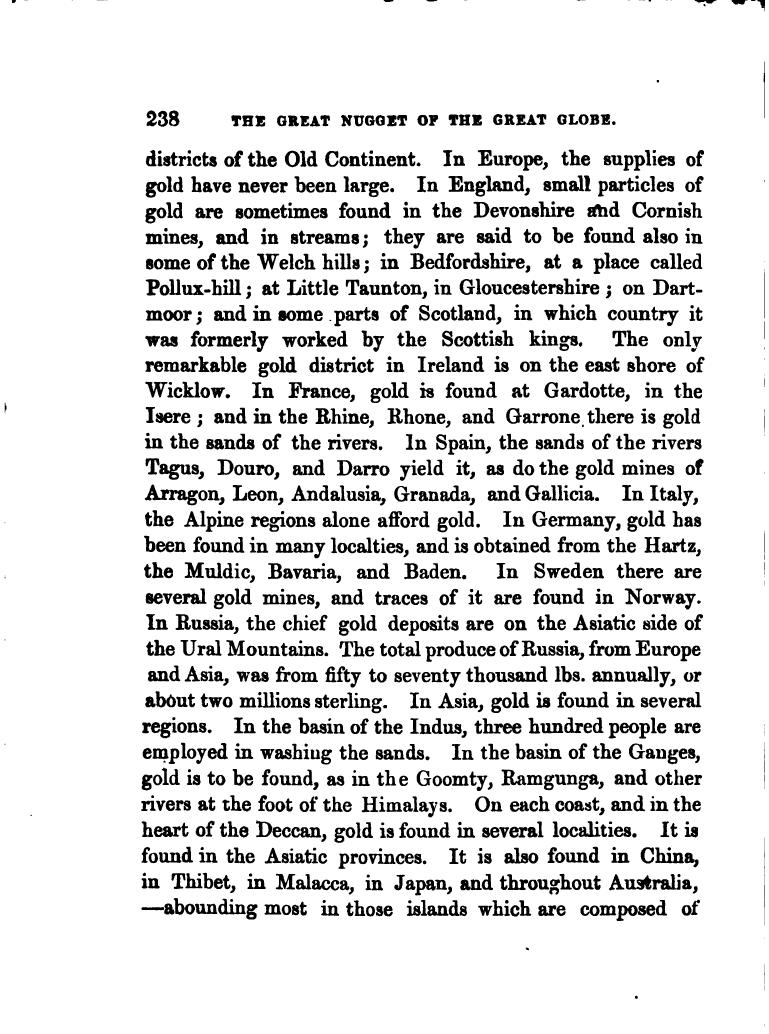 238 THE GREAT NUGGET OF THE GREAT GLOBE.
districts of the Old Continent. In Europe, the supplies of
gold have never been large. In England, small particles of
gold are sometimes found in the Devonshire and Cornish
mines, and in streams; they are said to be found also in
some of the Welch hills; in Bedfordshire, at a place called
Pollux-hill; at Little Taunton, in Gloucestershire; on Dart-
moor; and in some parts of Scotland, in which country it
was formerly worked by the Scottish kings. The only
remarkable gold district in Ireland is on the east shore of
Wicklow. In France, gold is found at Gardotte, in the
Isere; and in the Rhine, Rhone, and Garrone there is gold
in the sands of the rivers. In Spain, the sands of the rivers
Tagus, Douro, and Darro yield it, as do the gold mines of
Arragon, Leon, Andalusia, Granada, and Gallicia. In Italy,
the Alpine regions alone afford gold. In Germany, gold has
been found in many localties, and is obtained from the Hartz,
the Muldic, Bavaria, and Baden. In Sweden there are
several gold mines, and traces of it are found in Norway.
In Russia, the chief gold deposits are on the Asiatic side of
the Ural Mountains. The total produce of Russia, from Europe
and Asia, was from fifty to seventy thousand lbs. annually, or
about two millions sterling. In Asia, gold is found in several
regions. In the basin of the Indus, three hundred people are
employed in washing the sands. In the basin of the Ganges,
gold is to be found, as in the Goomty, Ramgunga, and other
rivers at the foot of the Himalays. On each coast, and in the
heart of the Deccan, gold is found in several localities. It is
found in the Asiatic provinces. It is also found in China,
in Thibet, in Malacca, in Japan, and throughout Australia,
—abounding most in those islands which are composed of